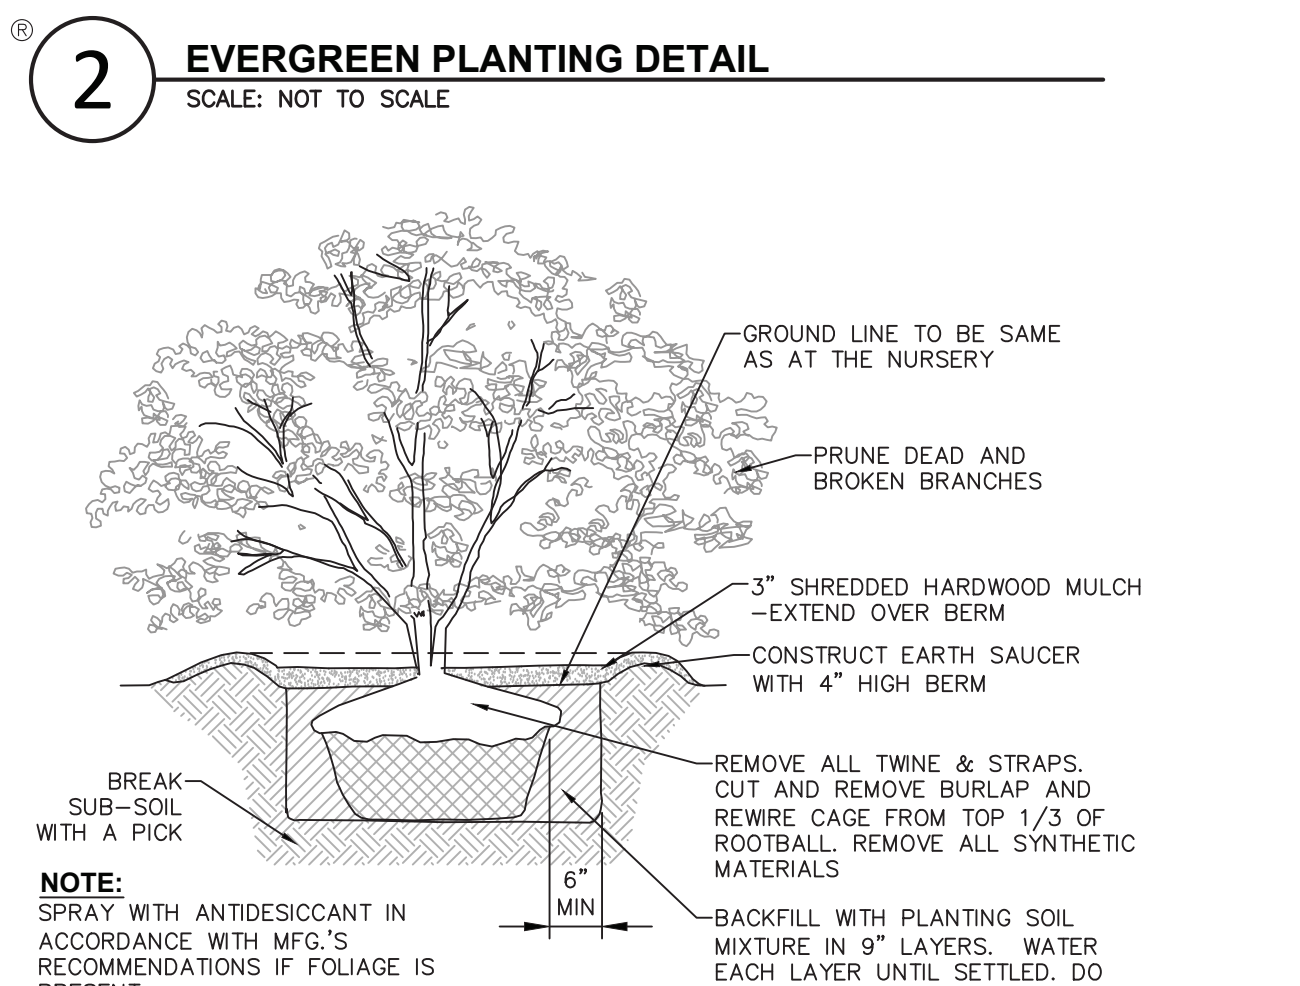 ®
2
EVERGREEN PLANTING DETAIL
SCALE: NOT TO SCALE
GROUND LINE TO BE SAME
AS AT THE NURSERY
PRUNE DEAD AND
BROKEN BRANCHES
3” SHREDDED HARDWOOD MULCH
–EXTEND OVER BERM
CONSTRUCT EARTH SAUCER
WITH 4” HIGH BERM
REMOVE ALL TWINE & STRAPS.
CUT AND REMOVE BURLAP AND
REWIRE CAGE FROM TOP 1/3 OF
ROOTBALL. REMOVE ALL SYNTHETIC
MATERIALS
BREAK
SUB–SOIL
WITH A PICK
6”
MIN
BACKFILL WITH PLANTING SOIL
MIXTURE IN 9” LAYERS. WATER
EACH LAYER UNTIL SETTLED. DO
NOTE:
SPRAY WITH ANTIDESICCANT IN
ACCORDANCE WITH MFG.’S
RECOMMENDATIONS IF FOLIAGE IS